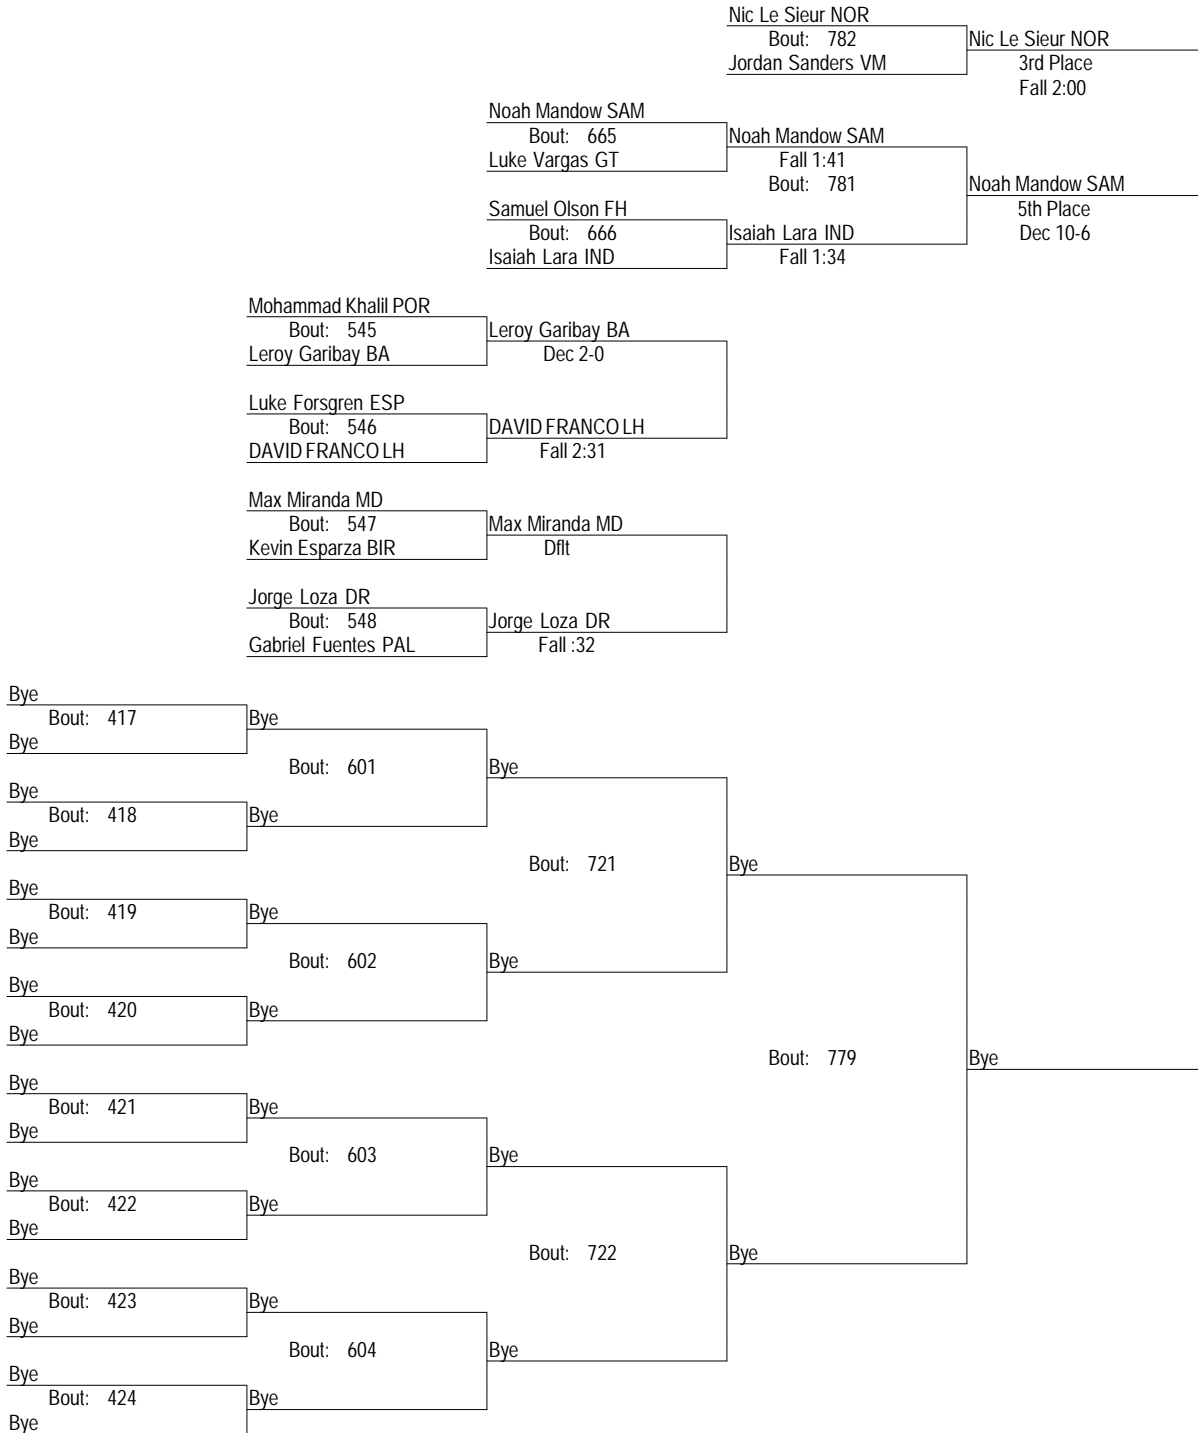 Nic Le Sieur NOR
Bout: 782
Nic Le Sieur NOR
Jordan Sanders VM
3rd Place
Fall 2:00
Noah Mandow SAM
Bout: 665
Noah Mandow SAM
Luke Vargas GT
Fall 1:41
Bout: 781
Noah Mandow SAM
Samuel Olson FH
5th Place
Bout: 666
Isaiah Lara IND
Dec 10-6
Isaiah Lara IND
Fall 1:34
Mohammad Khalil POR
Bout: 545
Leroy Garibay BA
Leroy Garibay BA
Dec 2-0
Luke Forsgren ESP
Bout: 546
DAVID FRANCO LH
DAVID FRANCO LH
Fall 2:31
Max Miranda MD
Bout: 547
Max Miranda MD
Kevin Esparza BIR
Dflt
Jorge Loza DR
Bout: 548
Jorge Loza DR
Gabriel Fuentes PAL
Fall :32
Bye
Bout: 417
Bye
Bye
Bout: 601
Bye
Bye
Bout: 418
Bye
Bye
Bout: 721
Bye
Bye
Bout: 419
Bye
Bye
Bout: 602
Bye
Bye
Bout: 420
Bye
Bye
Bout: 779
Bye
Bye
Bout: 421
Bye
Bye
Bout: 603
Bye
Bye
Bout: 422
Bye
Bye
Bout: 722
Bye
Bye
Bout: 423
Bye
Bye
Bout: 604
Bye
Bye
Bout: 424
Bye
Bye